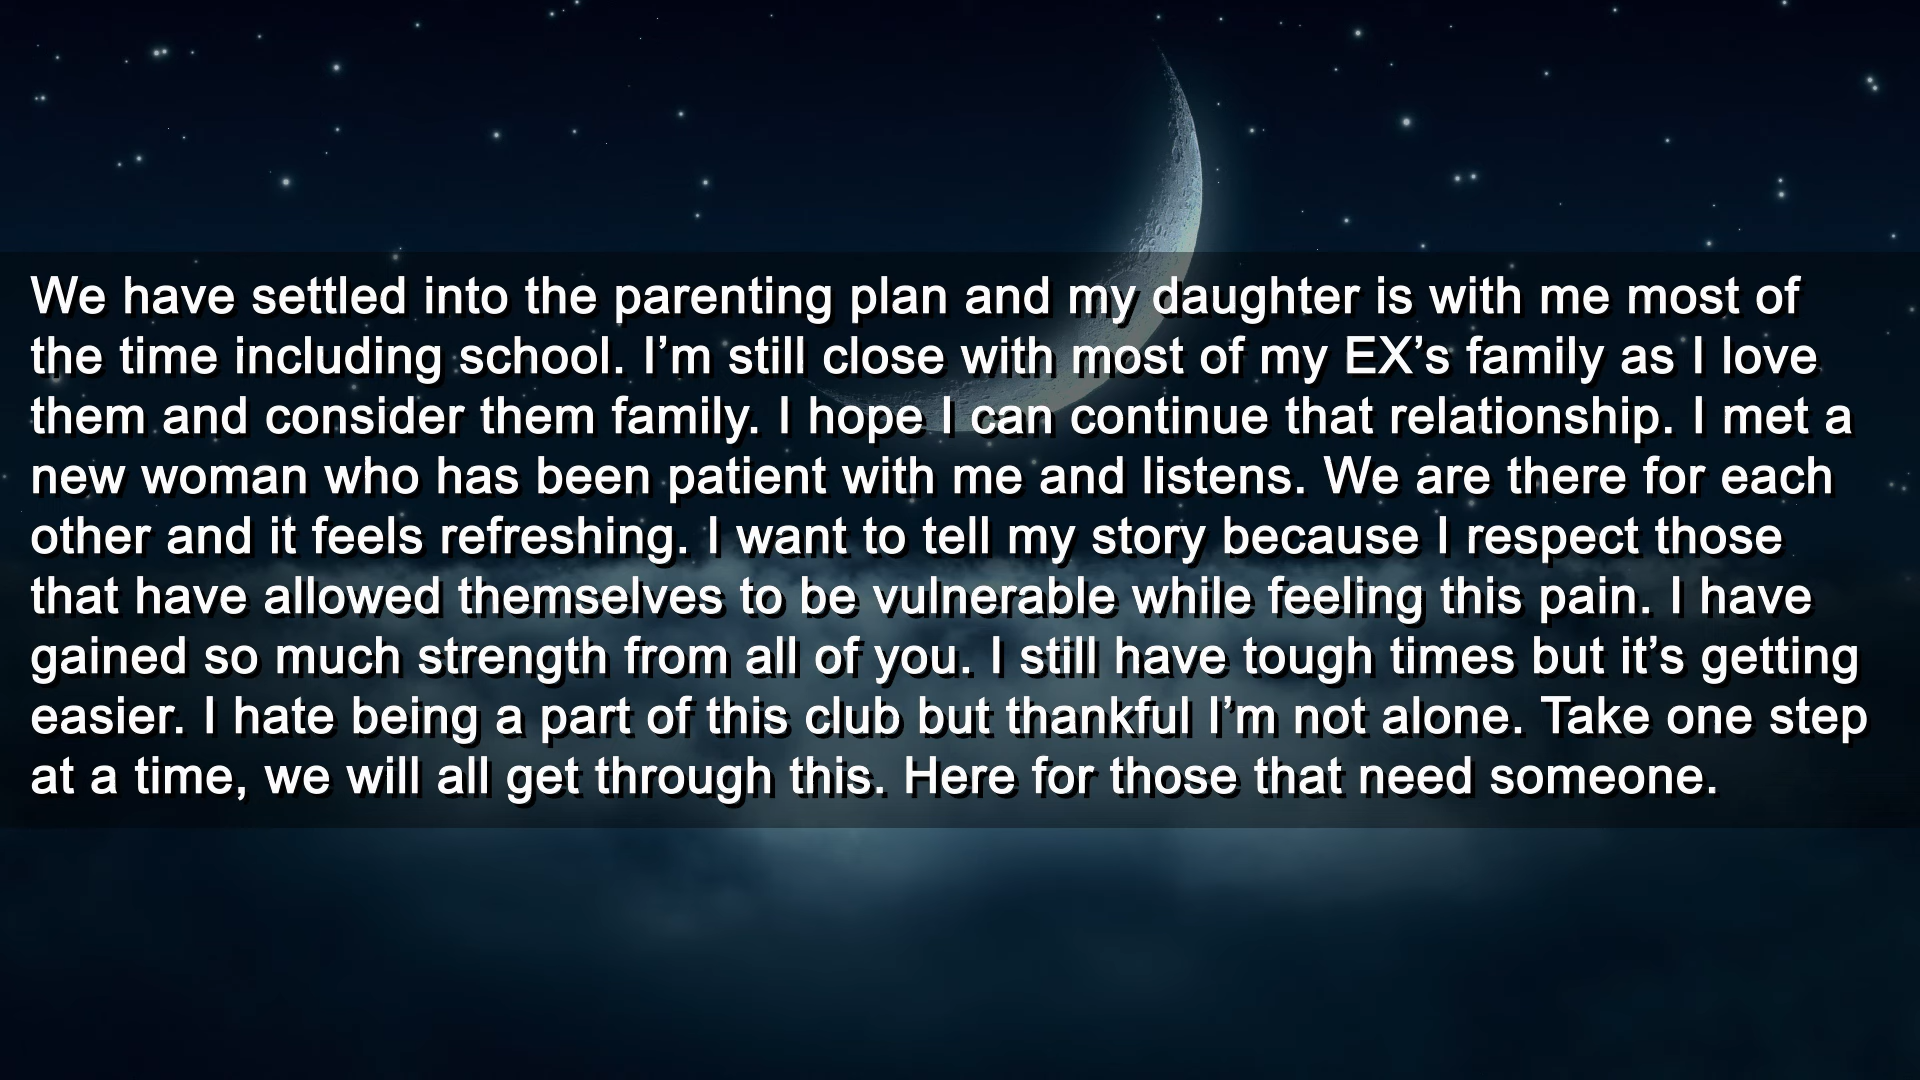 We have settled into the parenting plan and my daughter is with me most of
the time including school. I’m still close with most of my EX’s family as I love
them and consider them family. I hope I can continue that relationship. I met a
new woman who has been patient with me and listens. We are there for each
other and it feels refreshing. I want to tell my story because I respect those
that have allowed themselves to be vulnerable while feeling this pain. I have
gained so much strength from all of you. I still have tough times but it’s getting
easier. I hate being a part of this club but thankful I’m not alone. Take one step
at a time, we will all get through this. Here for those that need someone.